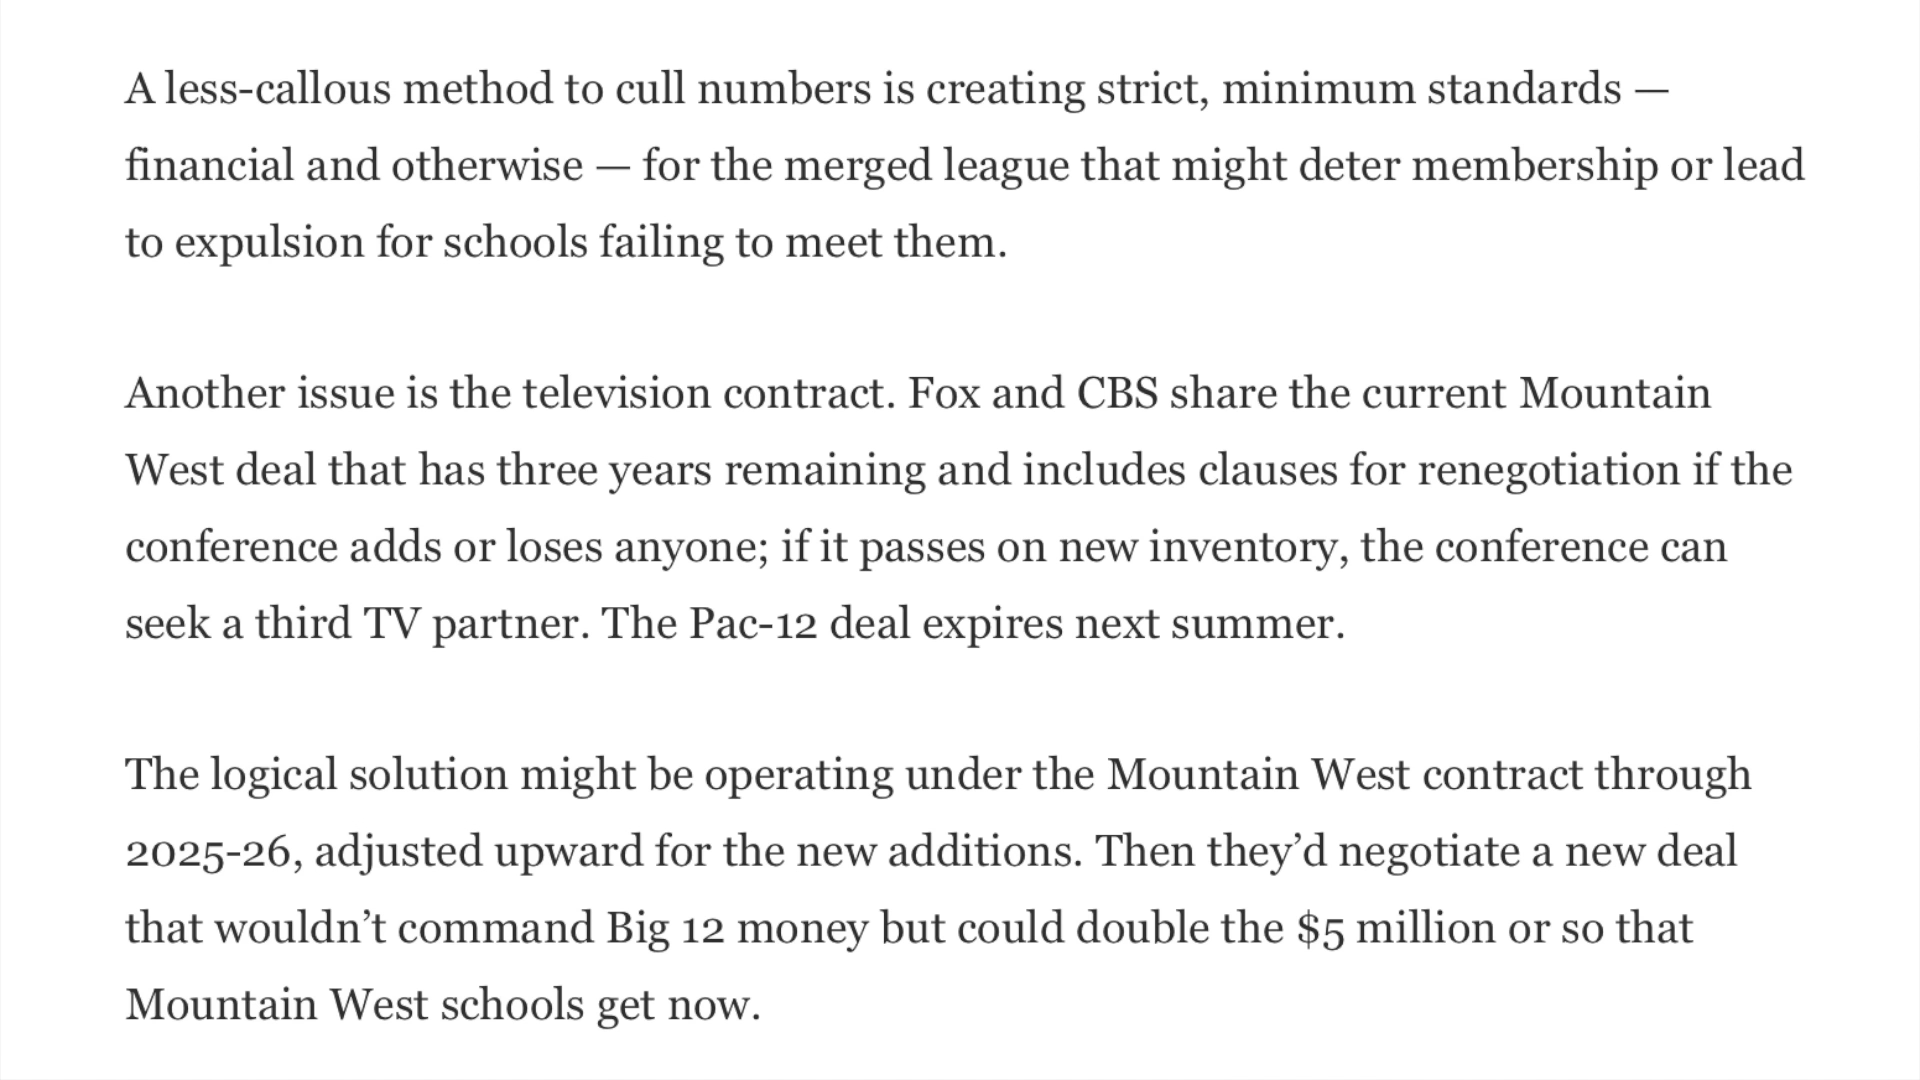 A less-callous method to cull numbers is creating strict, minimum standards —
financial and otherwise — for the merged league that might deter membership or lead
to expulsion for schools failing to meet them.
Another issue is the television contract. Fox and CBS share the current Mountain
West deal that has three years remaining and includes clauses for renegotiation if the
conference adds or loses anyone; if it passes on new inventory, the conference can
seek a third TV partner. The Pac-12 deal expires next summer.
The logical solution might be operating under the Mountain West contract through
2025-26, adjusted upward for the new additions. Then they’d negotiate a new deal
that wouldn’t command Big 12 money but could double the $5 million or so that
Mountain West schools get now.